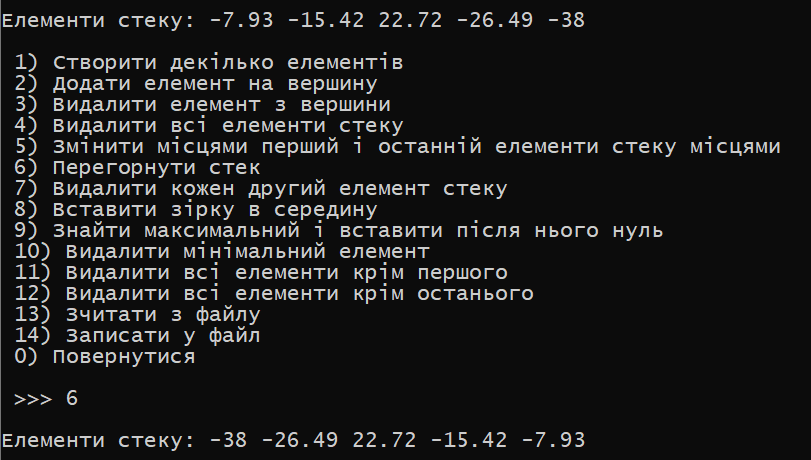 Елементи стеку: -7.93 -15.42 22.72 -26.49 -38
1) Створити декілько елементів
2) Додати елемент на вершину
3) Видалити елемент з вершини
4) Видалити всі елементи стеку
5) Змінити місцями перший і останній елементи стеку місцями
6) Перегорнути стек
7) Видалити кожен другий елемент стеку
8) Вставити зірку в середину
9) Знайти максимальний і вставити після нього нуль
10) Видалити мінімальний елемент
11) Видалити всі елементи крім першого
12) Видалити всі елементи крім останього
13) Зчитати з файлу
14) Записати у файл
0) Повернутися
>>> 6
Елементи стеку: -38 -26.49 22.72 -15.42 -7.93